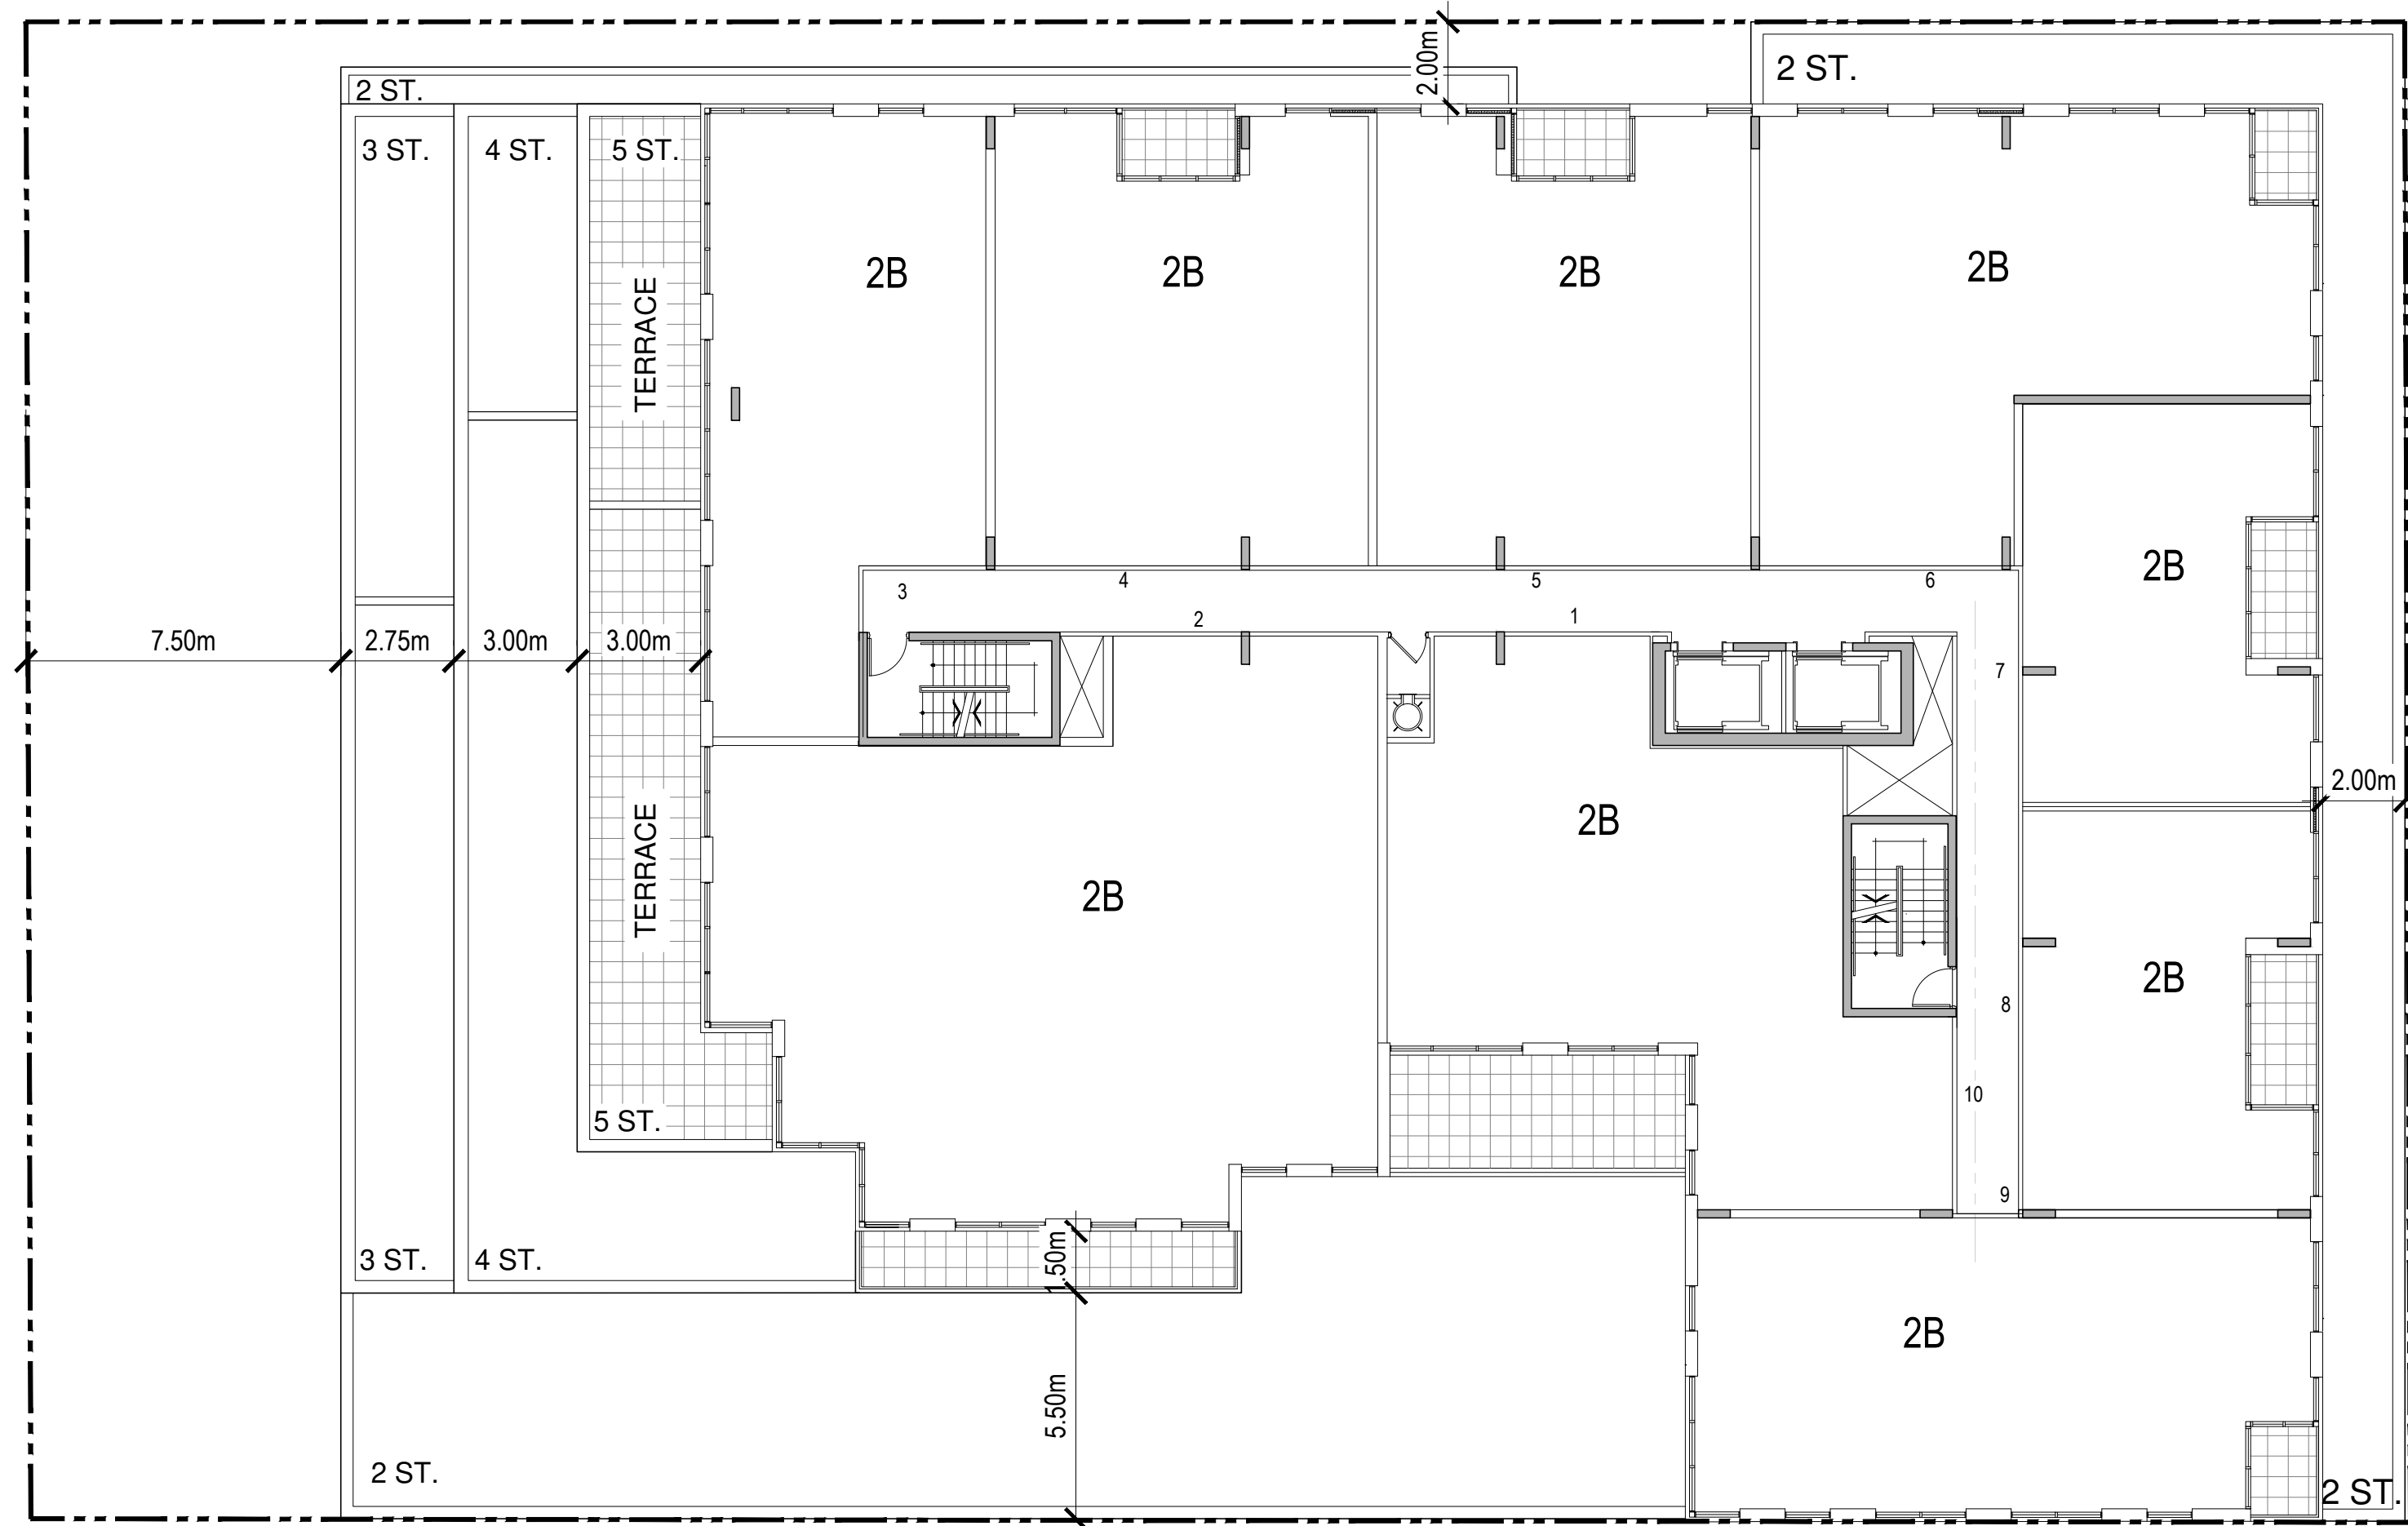 2.00m
2 ST.
2 ST.
3 ST.
4 ST.
5 ST.
TERRACE
2B
2B
2B
2B
2B
3
4
5
6
2
1
7.50m
2.75m
3.00m
3.00m
7
2.00m
TERRACE
2B
2B
2B
8
10
5 ST.
9
3 ST.
4 ST.
1.50m
2B
5.50m
2 ST.
2 ST.